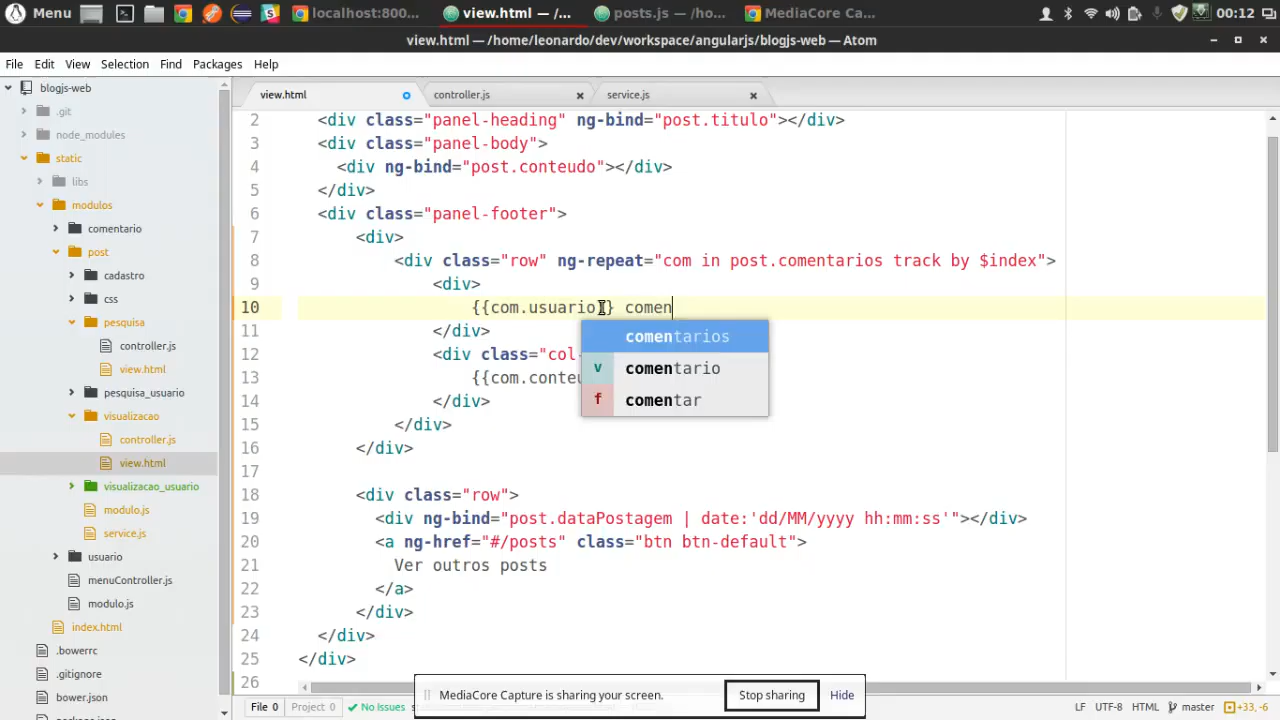 Menu localhost:800... view.html — /... posts.js — /ho... MediaCore Ca... 00:12
view.html — /home/leonardo/dev/workspace/angularjs/blogjs-web — Atom
File Edit View Selection Find Packages Help
blogjs-web
.git
node_modules
static
libs
modulos
comentario
post
cadastro
css
pesquisa
controller.js
view.html
pesquisa_usuario
visualizacao
controller.js
view.html
visualizacao_usuario
modulo.js
service.js
usuario
menuController.js
modulo.js
index.html
.bowerrc
.gitignore
bower.json
view.html controller.js service.js
2 <div class="panel-heading" ng-bind="post.titulo"></div>
3 <div class="panel-body">
4 <div ng-bind="post.conteudo"></div>
5 </div>
6 <div class="panel-footer">
7 <div>
8 <div class="row" ng-repeat="com in post.comentarios track by $index">
9 <div>
10 {{com.usuario}} comen
11 </div>
12 <div class="col-
13 {{com.conteu
14 </div>
15 </div>
16 </div>
17
18 <div class="row">
19 <div ng-bind="post.dataPostagem | date:'dd/MM/yyyy hh:mm:ss'"></div>
20 <a ng-href="#/posts" class="btn btn-default">
21 Ver outros posts
22 </a>
23 </div>
24 </div>
25 </div>
26
comentarios
v comentario
f comentar
MediaCore Capture is sharing your screen. Stop sharing Hide
File 0 Project 0 No Issues LF UTF-8 HTML master +33, -6